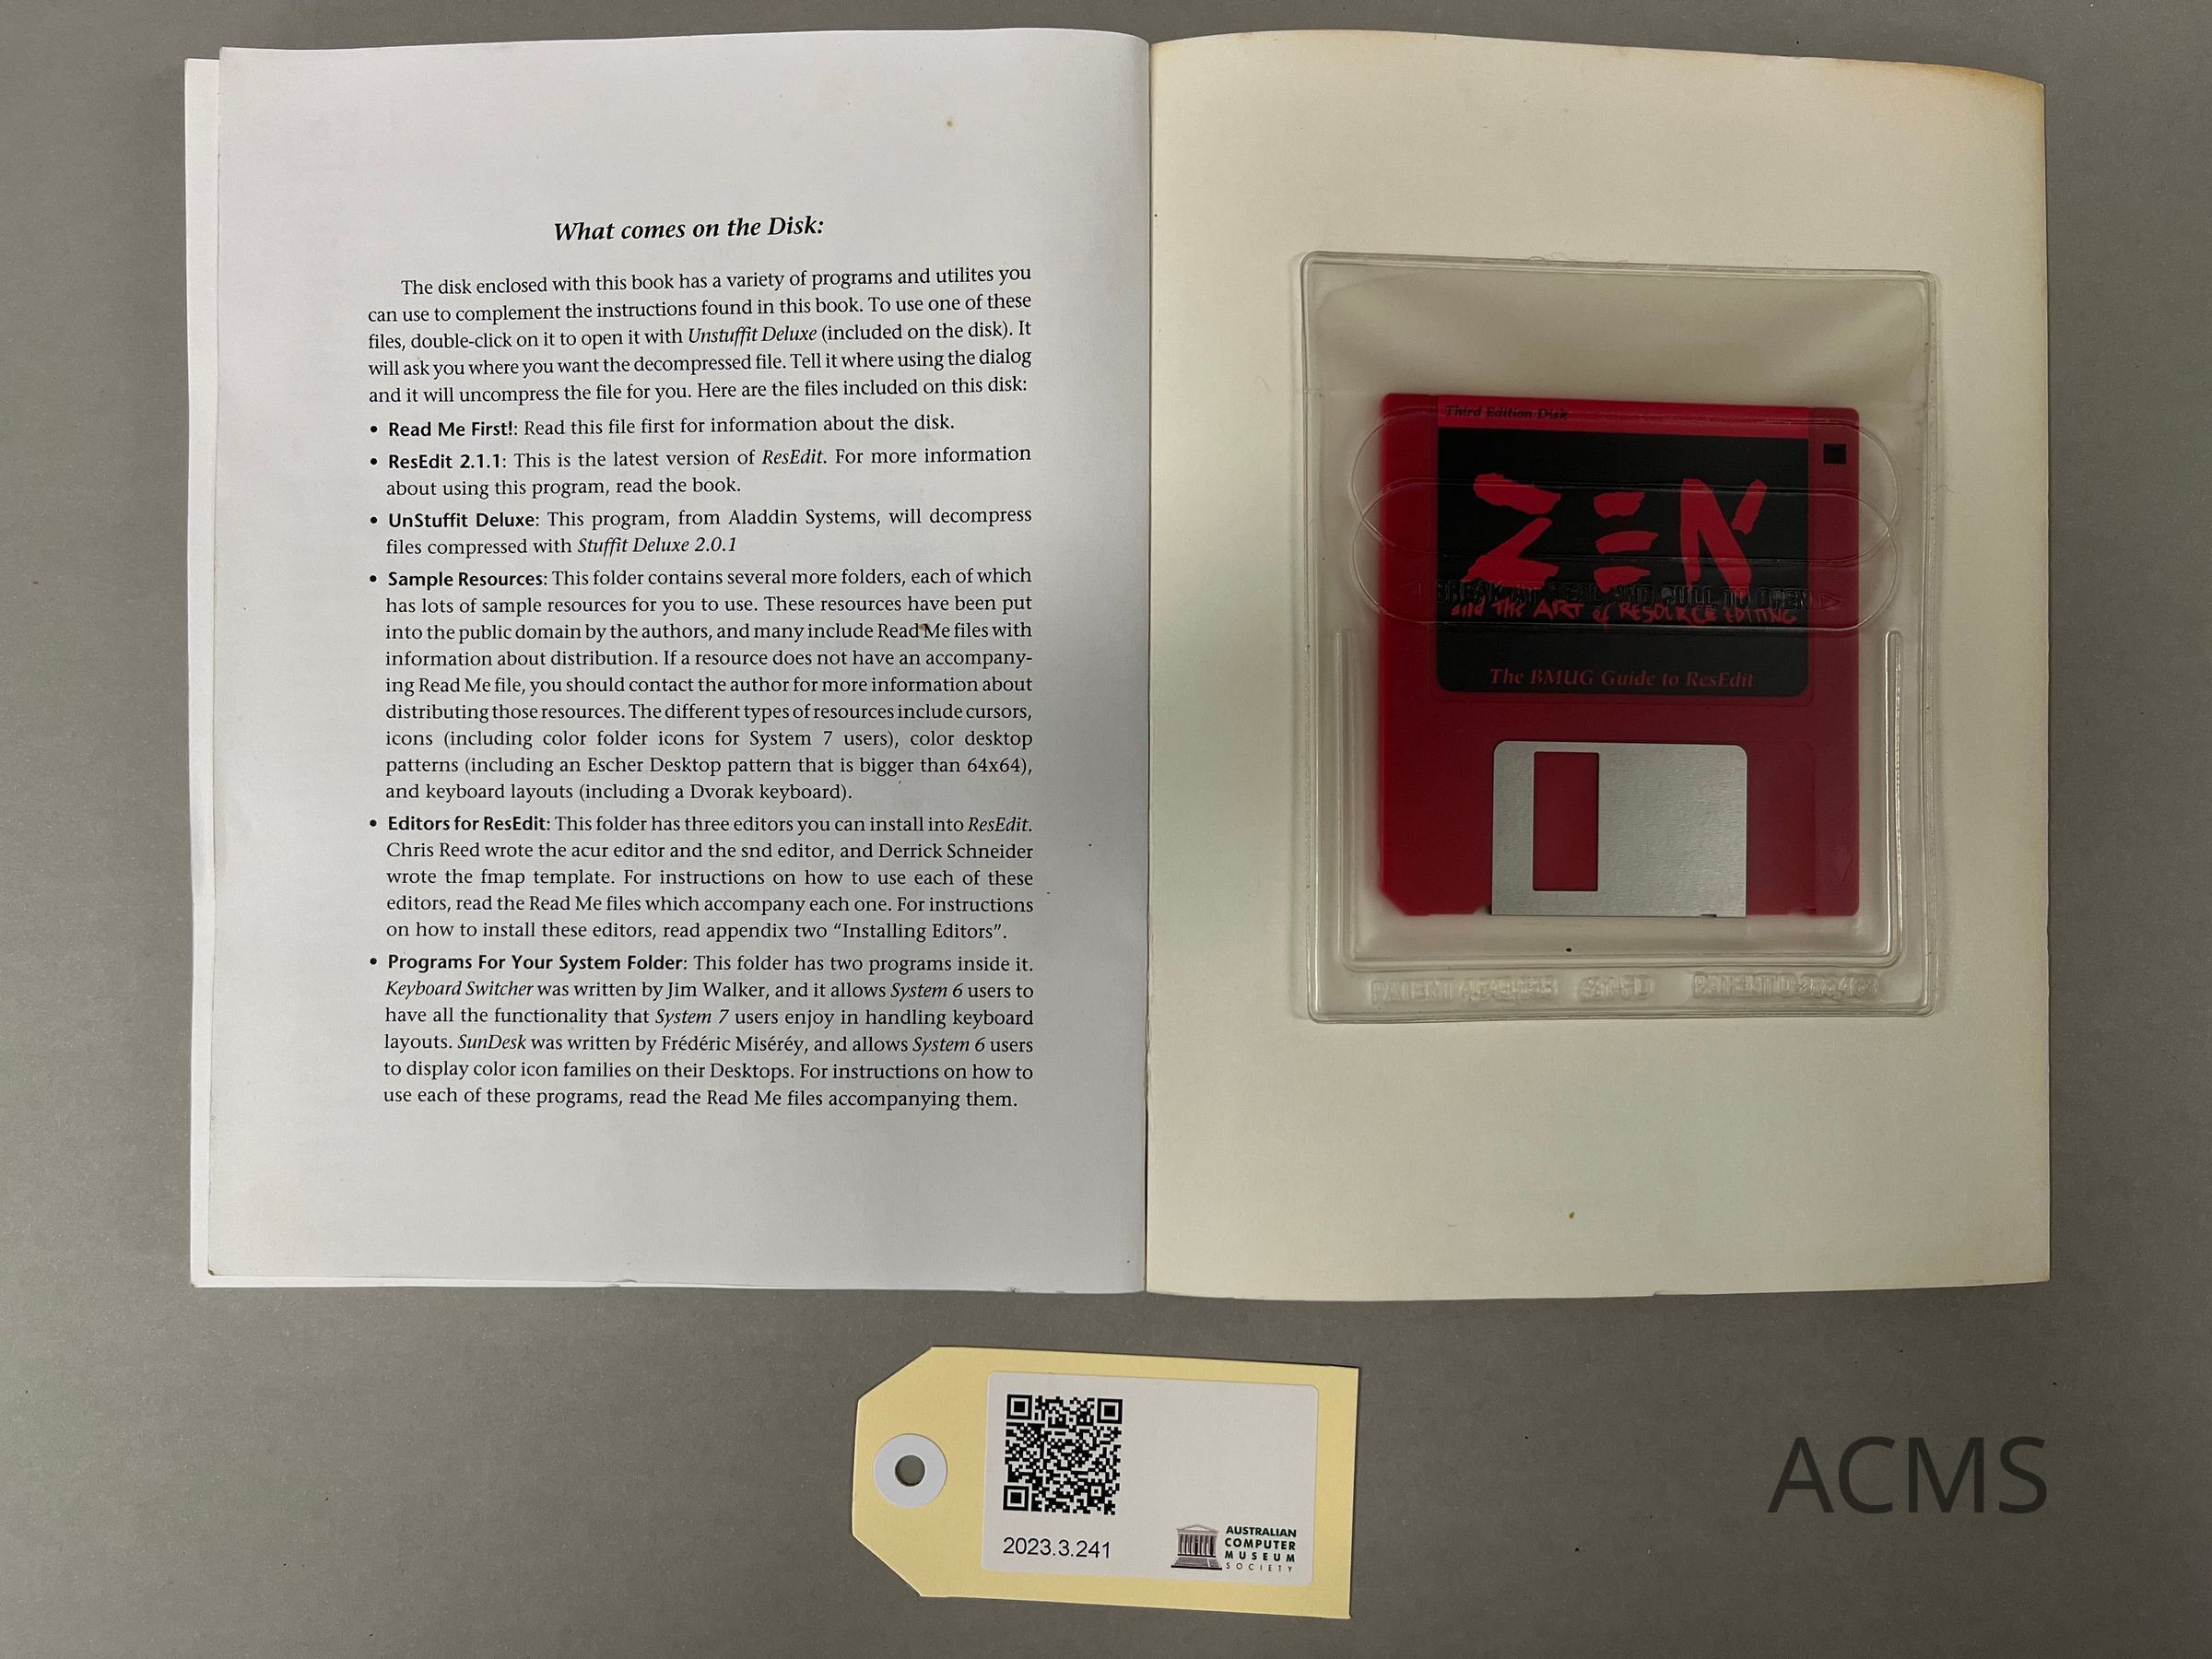 What comes on the Disk:
The disk enclosed with this book has a variety of programs and utilites you
can use to complement the instructions found in this book. To use one of these
files, double-click on it to open it with Unstuffit Deluxe (included on the disk). It
will ask you where you want the decompressed file. Tell it where using the dialog
and it will uncompress the file for you. Here are the files included on this disk:
• Read Me First!: Read this file first for information about the disk.
• ResEdit 2.1.1: This is the latest version of ResEdit. For more information
about using this program, read the book.
• UnStuffit Deluxe: This program, from Aladdin Systems, will decompress
files compressed with Stuffit Deluxe 2.0.1
• Sample Resources: This folder contains several more folders, each of which
has lots of sample resources for you to use. These resources have been put
into the public domain by the authors, and many include Read Me files with
information about distribution. If a resource does not have an accompany-
ing Read Me file, you should contact the author for more information about
distributing those resources. The different types of resources include cursors,
icons (including color folder icons for System 7 users), color desktop
patterns (including an Escher Desktop pattern that is bigger than 64x64),
and keyboard layouts (including a Dvorak keyboard).
• Editors for ResEdit: This folder has three editors you can install into ResEdit.
Chris Reed wrote the acur editor and the snd editor, and Derrick Schneider
wrote the fmap template. For instructions on how to use each of these
editors, read the Read Me files which accompany each one. For instructions
on how to install these editors, read appendix two “Installing Editors”.
• Programs For Your System Folder: This folder has two programs inside it.
Keyboard Switcher was written by Jim Walker, and it allows System 6 users to
have all the functionality that System 7 users enjoy in handling keyboard
layouts. SunDesk was written by Frédéric Miséréy, and allows System 6 users
to display color icon families on their Desktops. For instructions on how to
use each of these programs, read the Read Me files accompanying them.
Third Edition Disk
ZEN
BREAK SEAL AND PULL TO OPEN
and THE ART of RESOURCE EDITING
The BMUG Guide to ResEdit
PATENT PATENT
2023.3.241
AUSTRALIAN
COMPUTER
MUSEUM
SOCIETY
ACMS